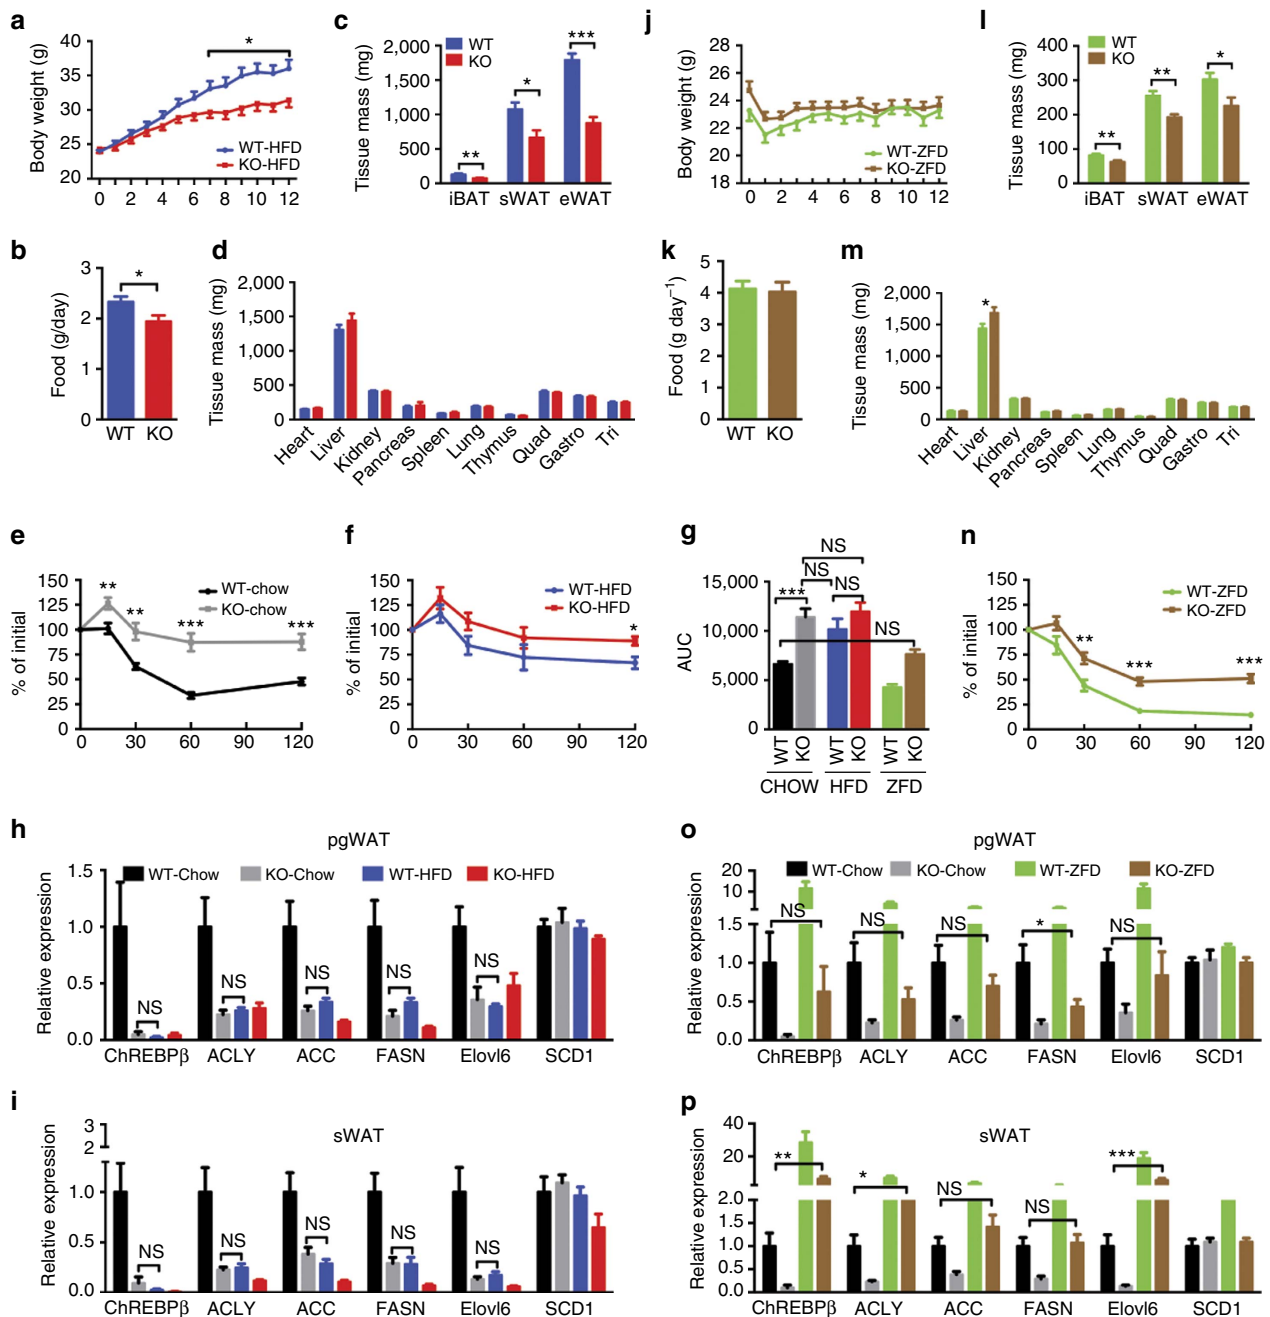 a
Body weight (g)
40
35
30
25
20
*
WT-HFD
KO-HFD
0 2 4 6 8 10 12
c
Tissue mass (mg)
2,000
1,500
1,000
500
0
WT
KO
**
*
***
iBAT sWAT eWAT
j
Body weight (g)
28
26
24
22
20
18
WT-ZFD
KO-ZFD
0 2 4 6 8 10 12
l
Tissue mass (mg)
400
300
200
100
0
WT
KO
**
**
*
iBAT sWAT eWAT
b
Food (g/day)
3
2
1
0
*
WT KO
d
Tissue mass (mg)
2,000
1,500
1,000
500
0
Heart Liver Kidney Pancreas Spleen Lung Thymus Quad Gastro Tri
k
Food (g day−1)
5
4
3
2
1
0
WT KO
m
Tissue mass (mg)
2,000
1,500
1,000
500
0
*
Heart Liver Kidney Pancreas Spleen Lung Thymus Quad Gastro Tri
e
% of initial
150
125
100
75
50
25
0
** ** *** ***
WT-chow
KO-chow
0 30 60 90 120
f
% of initial
150
125
100
75
50
25
0
WT-HFD
KO-HFD
*
0 30 60 90 120
g
AUC
15,000
10,000
5,000
0
NS
NS
***
NS
NS
WT KO WT KO WT KO
CHOW HFD ZFD
n
% of initial
150
125
100
75
50
25
0
WT-ZFD
KO-ZFD
** *** ***
0 30 60 90 120
h
pgWAT
Relative expression
1.5
1.0
0.5
0.0
WT-Chow KO-Chow WT-HFD KO-HFD
NS NS NS NS NS
ChREBPβ ACLY ACC FASN Elovl6 SCD1
o
pgWAT
Relative expression
20
10
1.5
1.0
0.5
0.0
WT-Chow KO-Chow WT-ZFD KO-ZFD
NS NS NS * NS
ChREBPβ ACLY ACC FASN Elovl6 SCD1
i
sWAT
Relative expression
3
2
1.0
0.0
NS NS NS NS NS
ChREBPβ ACLY ACC FASN Elovl6 SCD1
p
sWAT
Relative expression
40
20
2.0
1.5
1.0
0.5
0.0
** * NS NS ***
ChREBPβ ACLY ACC FASN Elovl6 SCD1